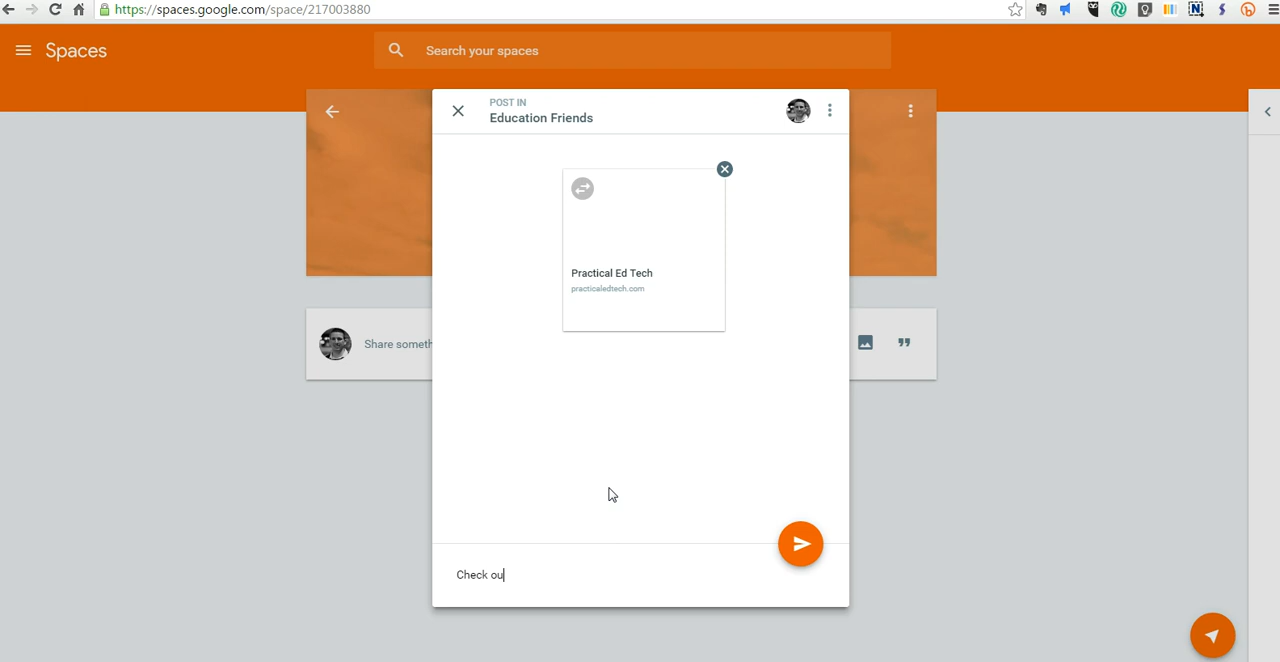 https://spaces.google.com/space/217003880
Spaces
Search your spaces
POST IN
Education Friends
Practical Ed Tech
practicaledtech.com
Share someth
Check ou